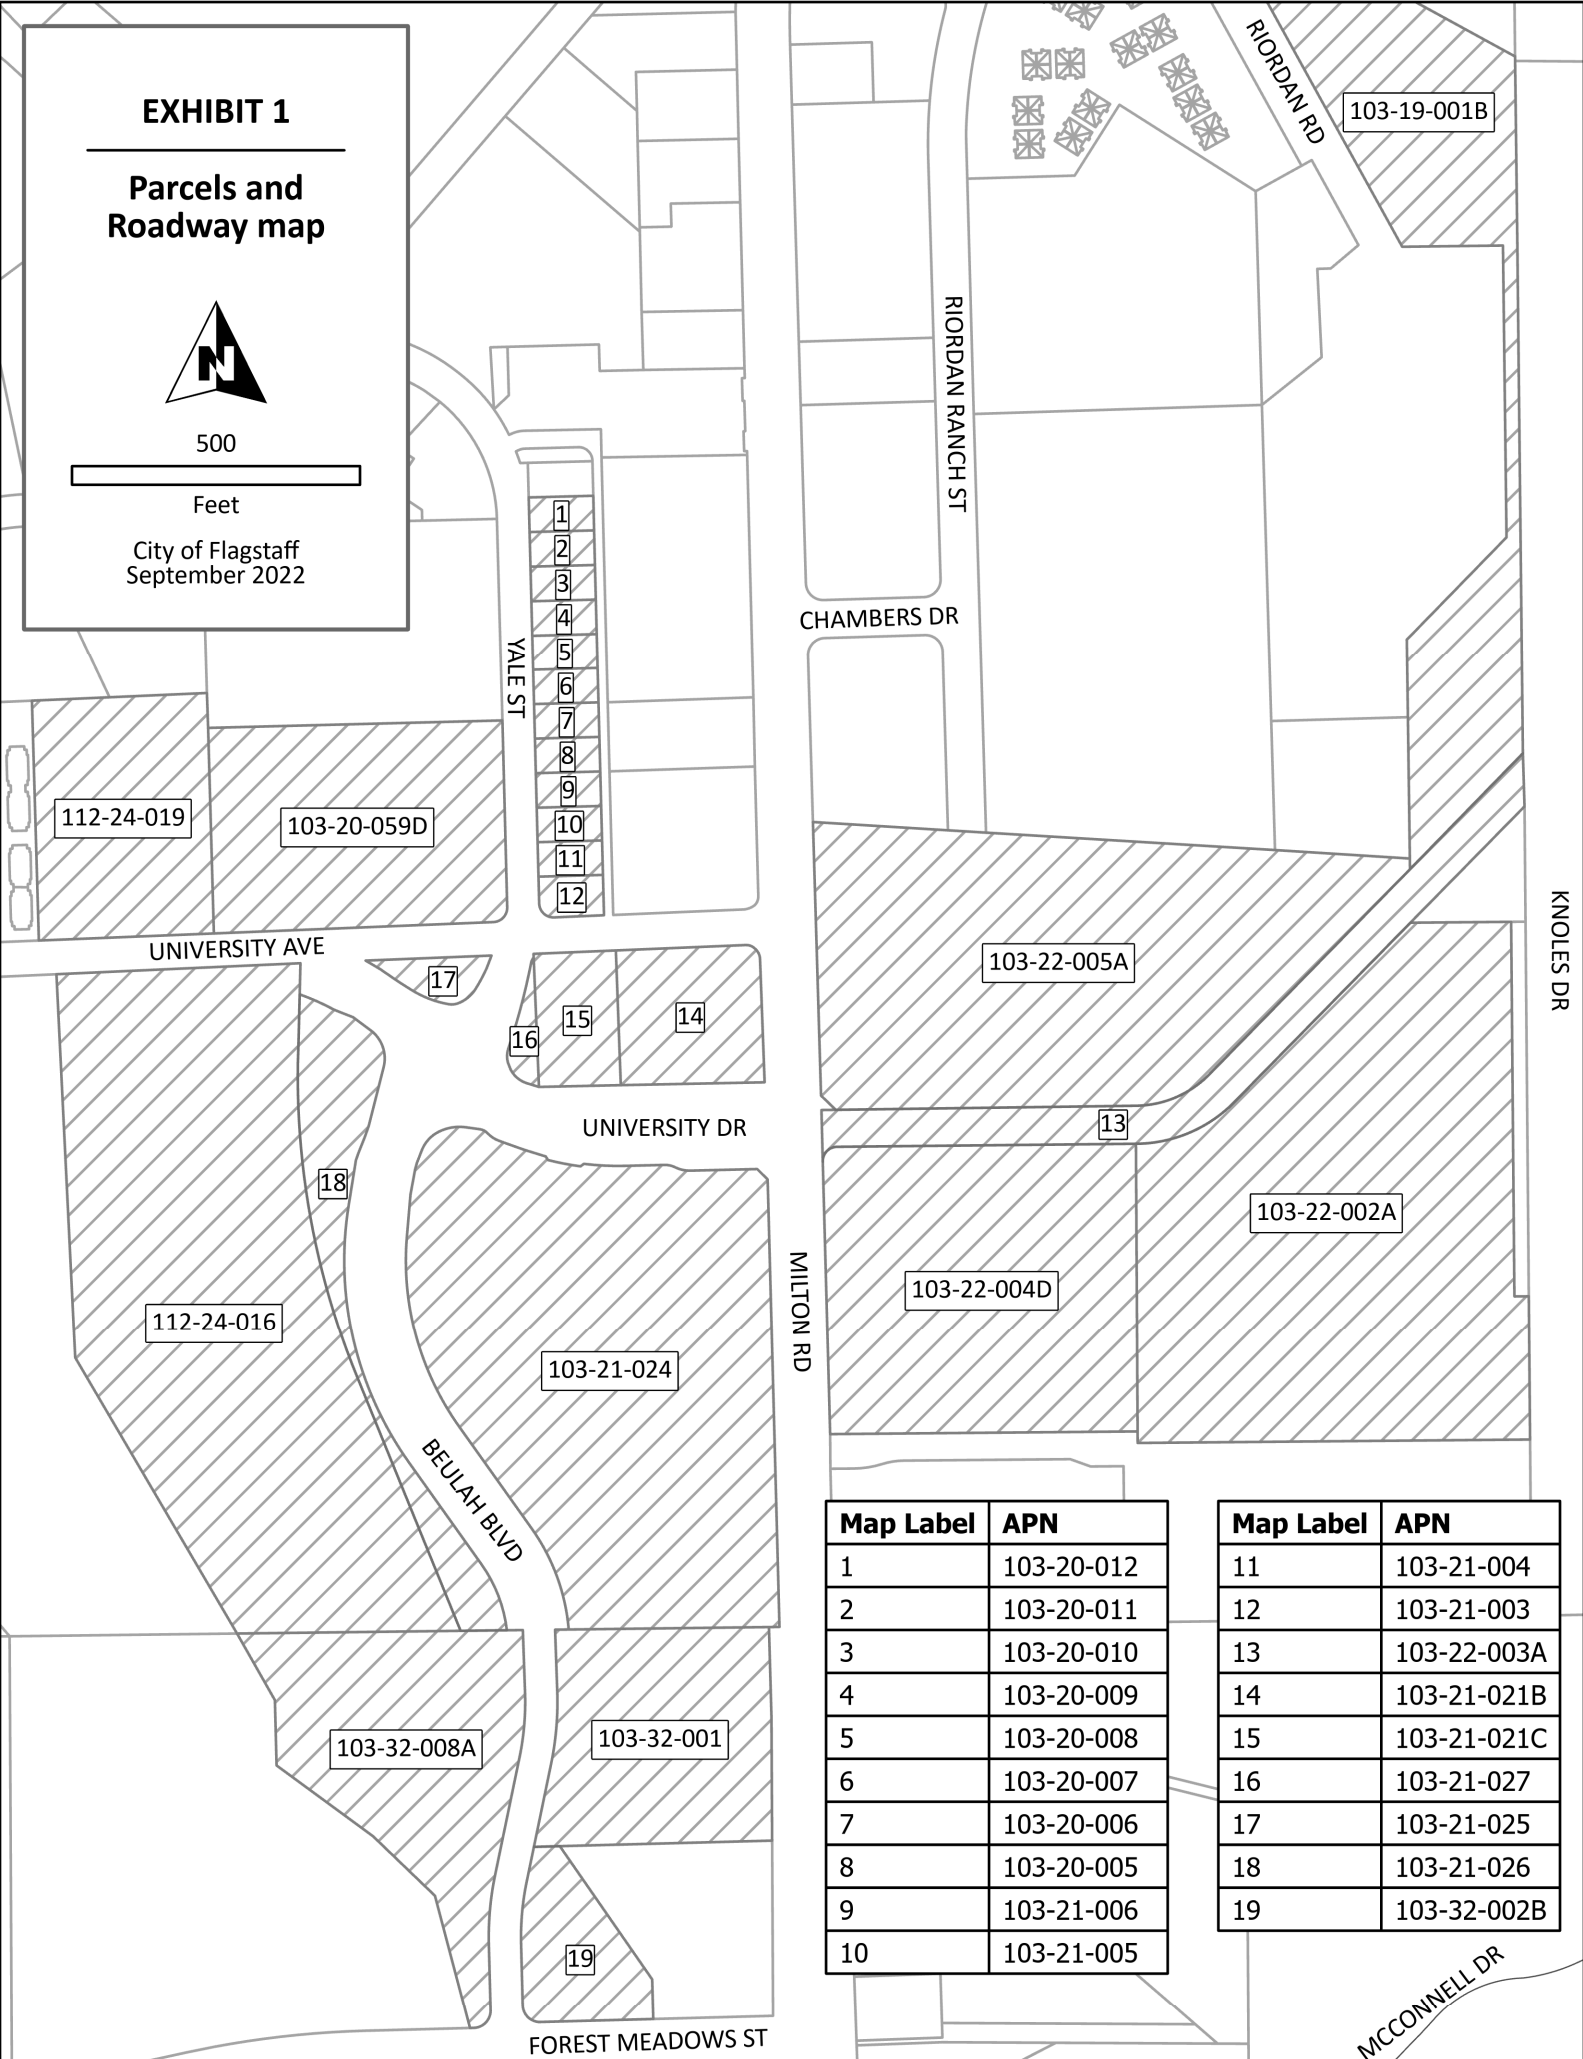 EXHIBIT 1
Parcels and
Roadway map
N
500
Feet
City of Flagstaff
September 2022
RIORDAN RD
103-19-001B
RIORDAN RANCH ST
CHAMBERS DR
YALE ST
1
2
3
4
5
6
7
8
9
10
11
12
112-24-019
103-20-059D
UNIVERSITY AVE
17
16
15
14
103-22-005A
KNOLES DR
UNIVERSITY DR
13
18
103-22-002A
112-24-016
103-21-024
MILTON RD
103-22-004D
BEULAH BLVD
103-32-008A
103-32-001
19
FOREST MEADOWS ST
MCCONNELL DR
Map Label APN
1 103-20-012
2 103-20-011
3 103-20-010
4 103-20-009
5 103-20-008
6 103-20-007
7 103-20-006
8 103-20-005
9 103-21-006
10 103-21-005
Map Label APN
11 103-21-004
12 103-21-003
13 103-22-003A
14 103-21-021B
15 103-21-021C
16 103-21-027
17 103-21-025
18 103-21-026
19 103-32-002B